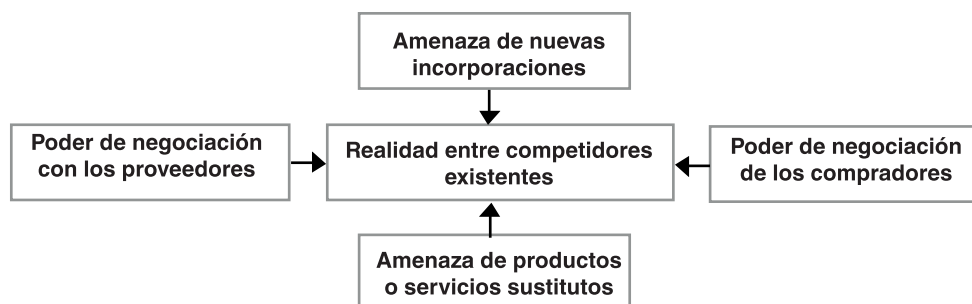 Amenaza de nuevas
incorporaciones
Poder de negociación
con los proveedores
Realidad entre competidores
existentes
Poder de negociación
de los compradores
Amenaza de productos
o servicios sustitutos